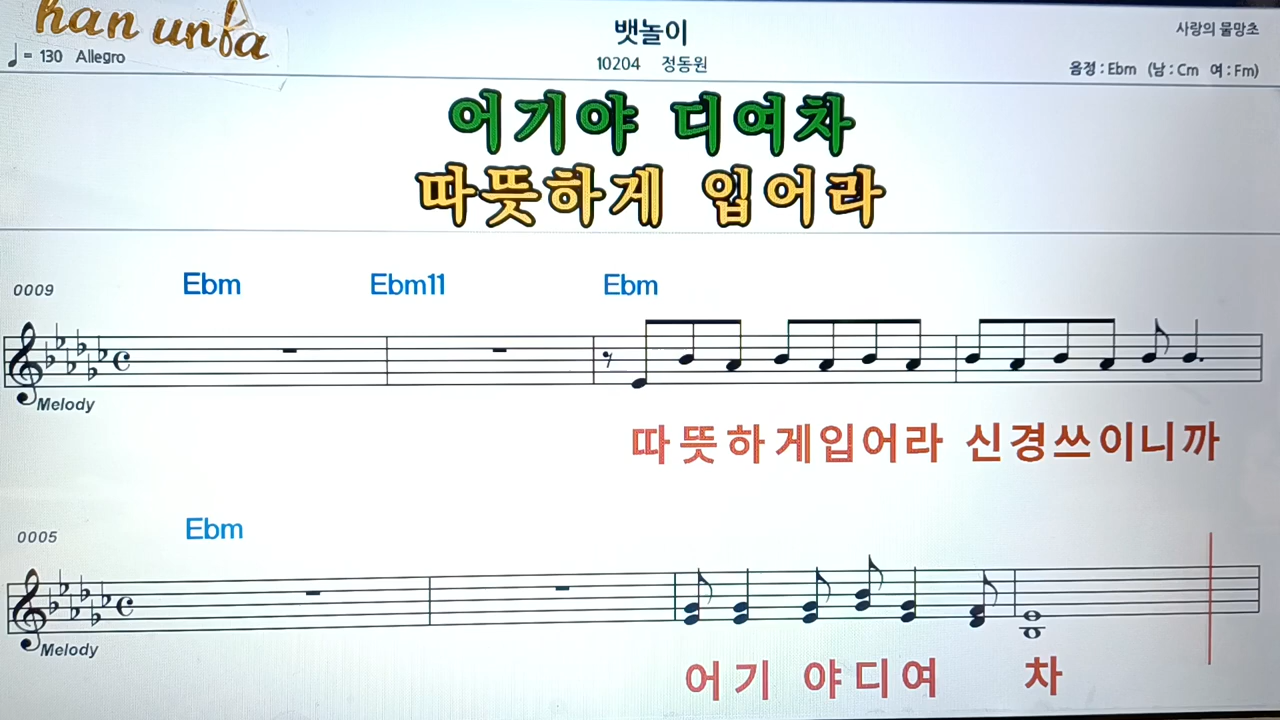 han unfa
♩= 130 Allegro
뱃놀이
10204 정동원
사랑의 물망초
음정 : Ebm (남 : Cm 여 : Fm)
어기야 디여차
따뜻하게 입어라
0009 Ebm Ebm11 Ebm
Melody
따뜻하게입어라 신경쓰이니까
0005 Ebm
Melody
어기 야디여 차